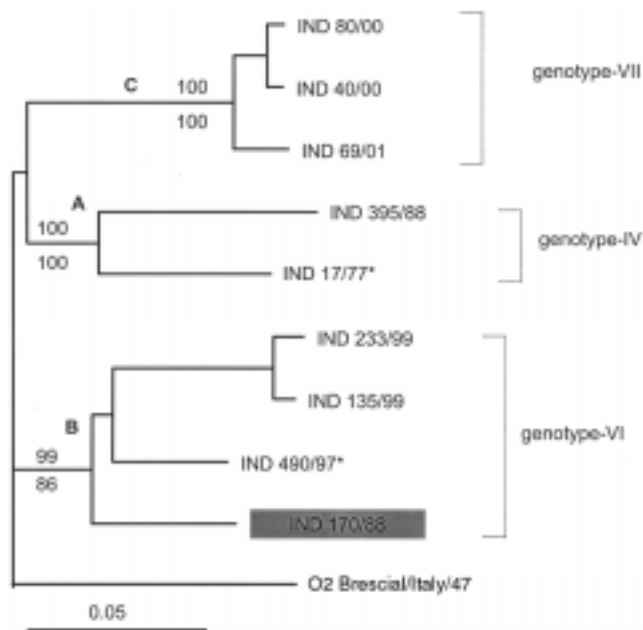 IND 80/00
genotype-VII
C 100
IND 40/00
100
IND 69/01
A
IND 395/88
100
genotype-IV
100
IND 17/77*
IND 233/99
IND 135/99
B
genotype-VI
99
IND 490/97*
86
IND 170/88
O2 Brescial/Italy/47
0.05